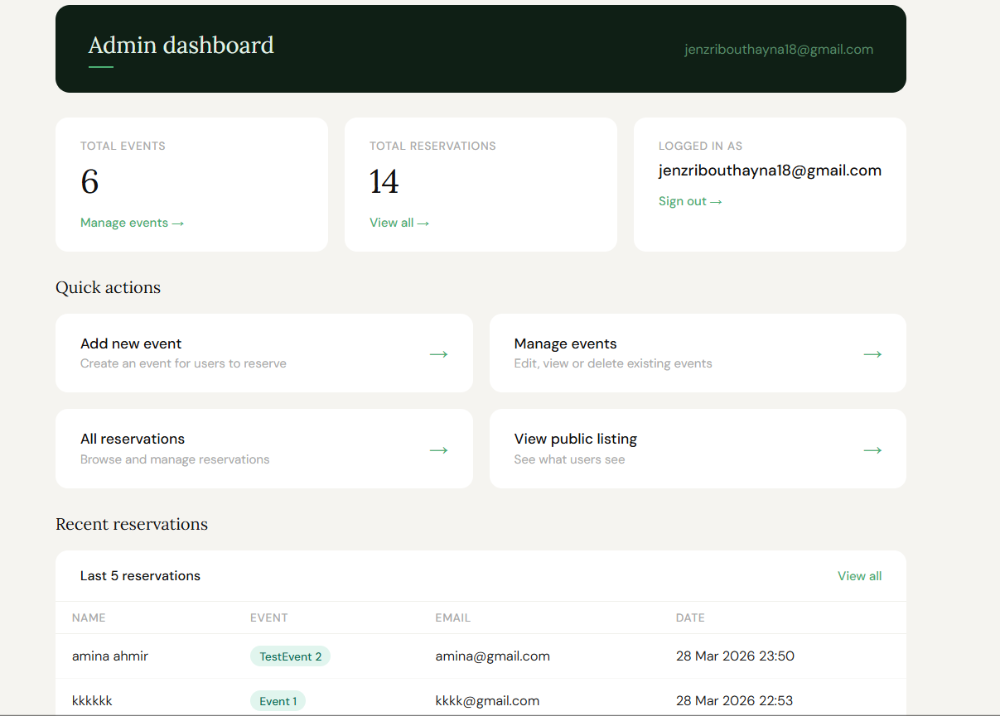 Admin dashboard
jenzribouthayna18@gmail.com
TOTAL EVENTS
6
Manage events →
TOTAL RESERVATIONS
14
View all →
LOGGED IN AS
jenzribouthayna18@gmail.com
Sign out →
Quick actions
Add new event
Create an event for users to reserve
→
Manage events
Edit, view or delete existing events
→
All reservations
Browse and manage reservations
→
View public listing
See what users see
→
Recent reservations
Last 5 reservations
View all
NAME EVENT EMAIL DATE
amina ahmir TestEvent 2 amina@gmail.com 28 Mar 2026 23:50
kkkkkk Event 1 kkkk@gmail.com 28 Mar 2026 22:53